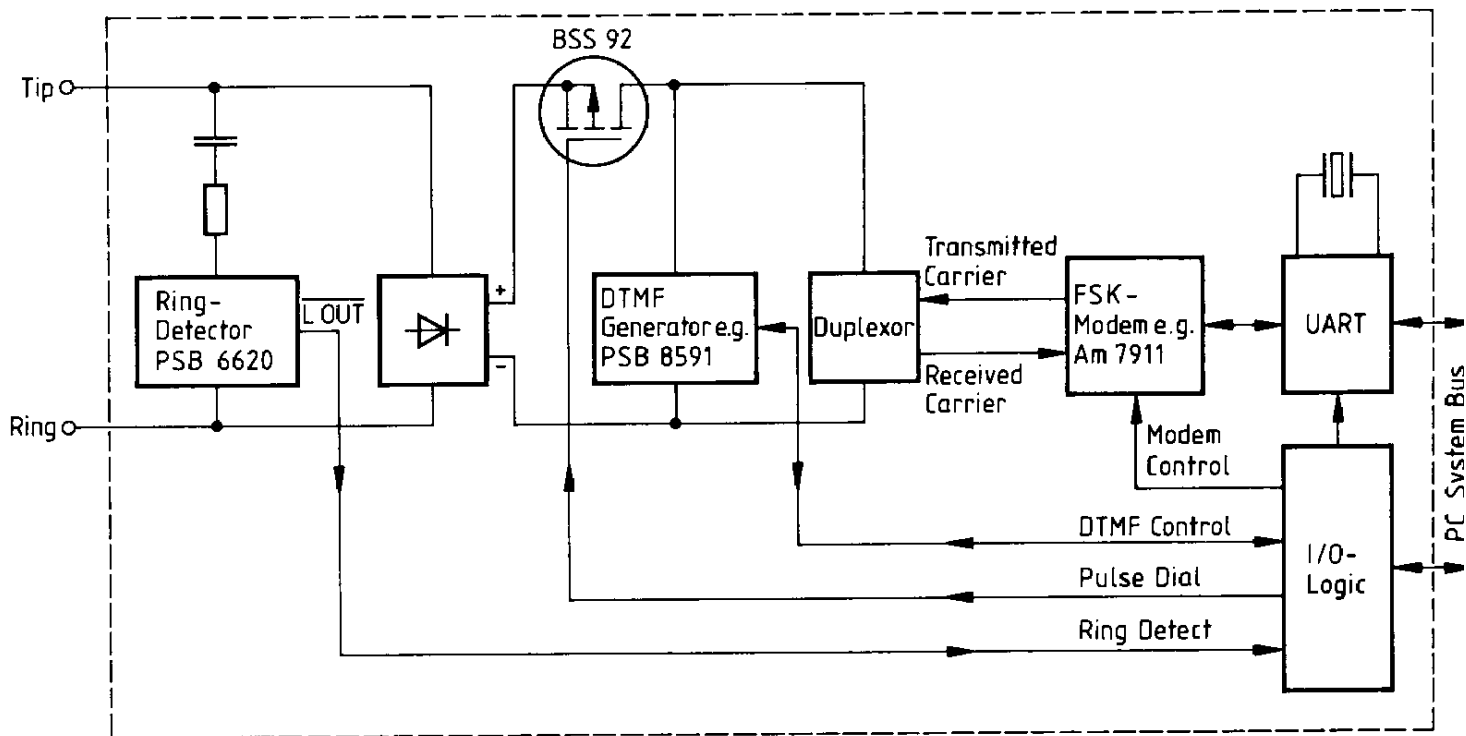 BSS 92
Tip
Ring-
Detector
PSB 6620
L OUT
+
-
DTMF
Generator e.g.
PSB 8591
Duplexor
Transmitted
Carrier
Received
Carrier
FSK-
Modem e.g.
Am 7911
UART
Ring
Modem
Control
DTMF Control
Pulse Dial
Ring Detect
I/O-
Logic
PC System Bus